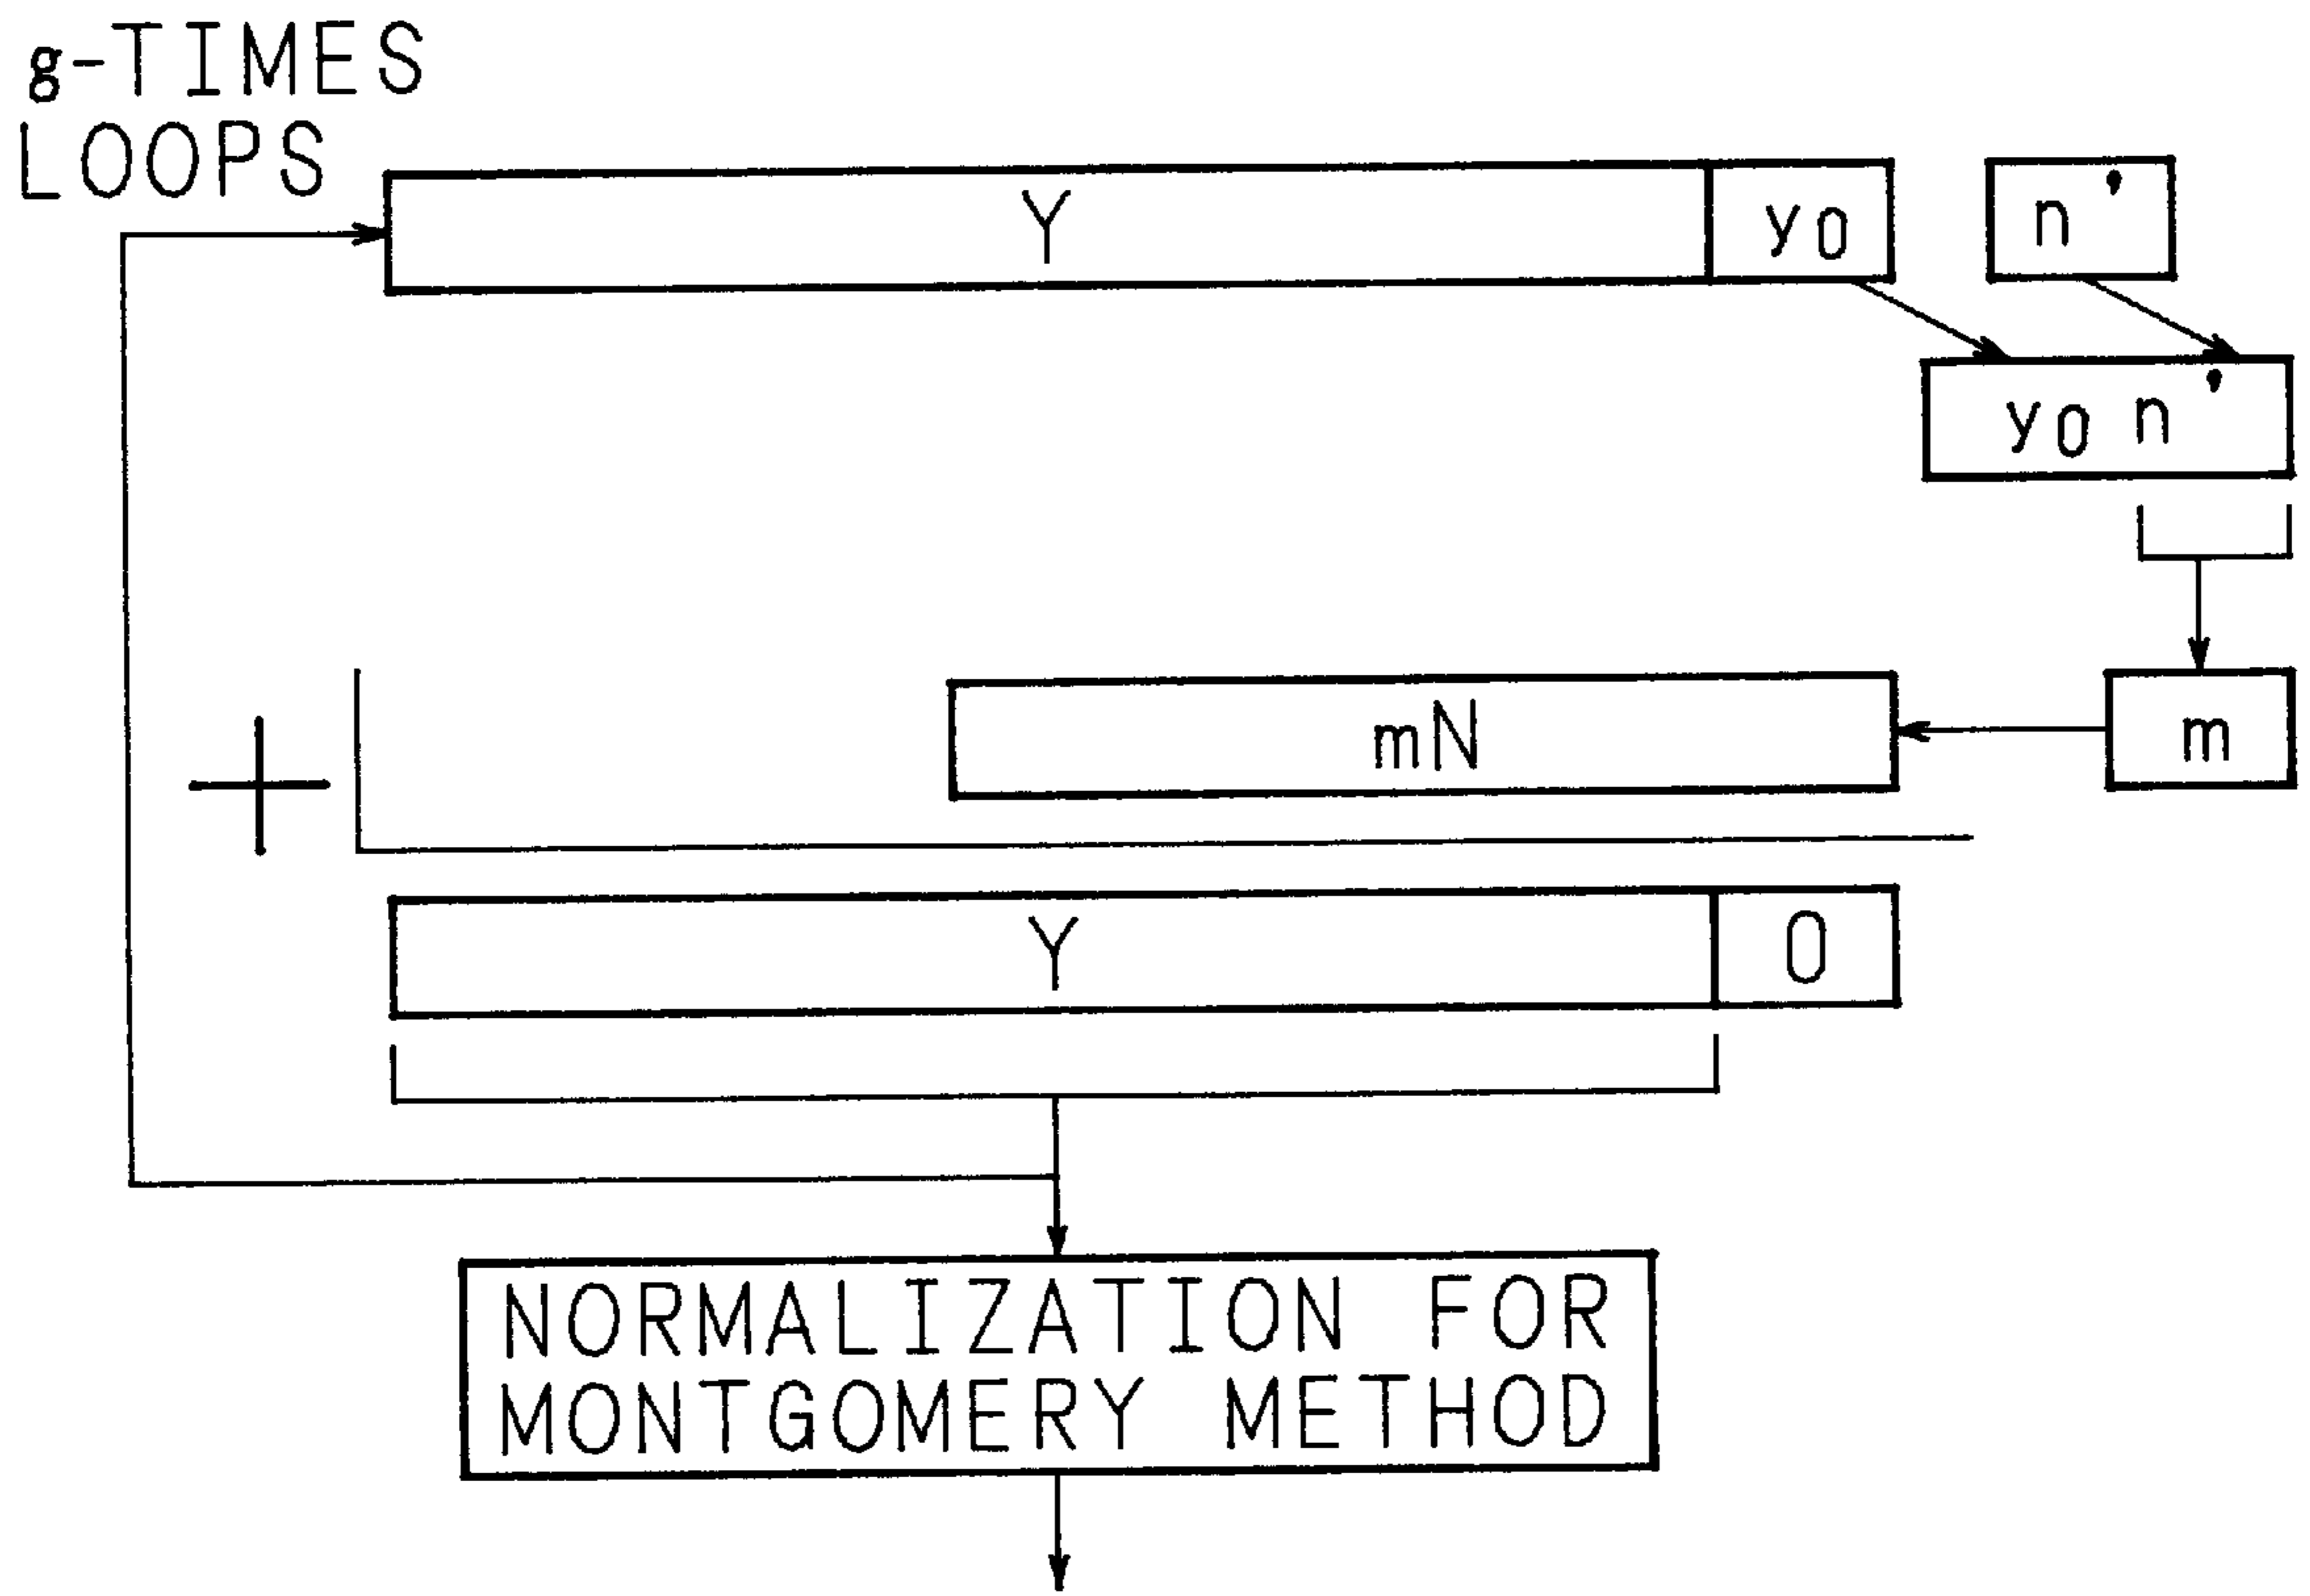 g-TIMES
LOOPS
Y y0 n'
y0 n'
mN m
Y 0
NORMALIZATION FOR
MONTGOMERY METHOD